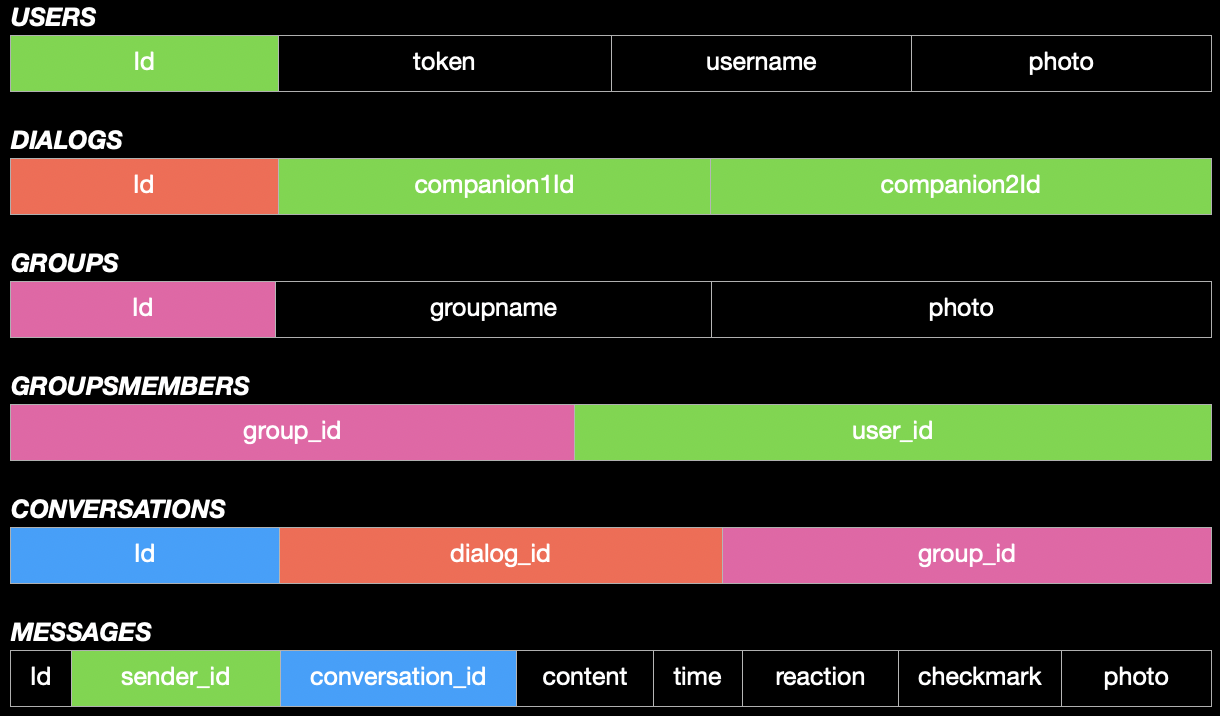 USERS
Id token username photo
DIALOGS
Id companion1Id companion2Id
GROUPS
Id groupname photo
GROUPSMEMBERS
group_id user_id
CONVERSATIONS
Id dialog_id group_id
MESSAGES
Id sender_id conversation_id content time reaction checkmark photo